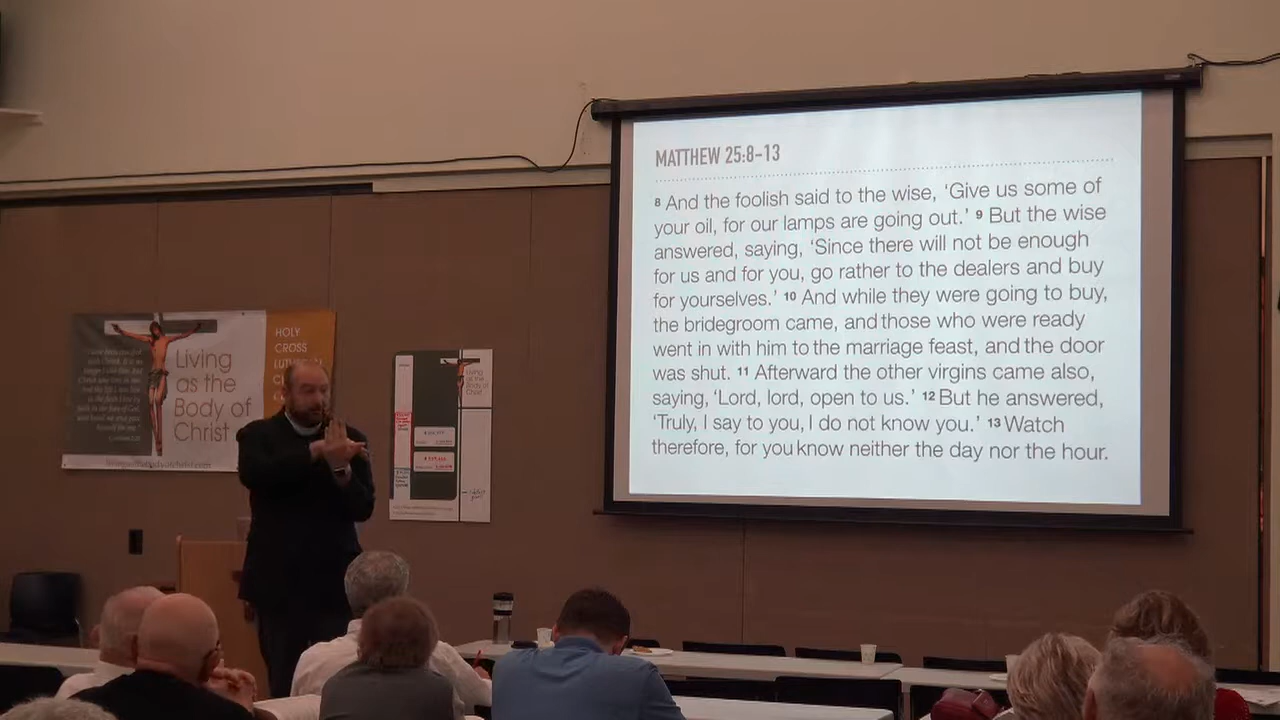 MATTHEW 25:8–13
8 And the foolish said to the wise, ‘Give us some of
your oil, for our lamps are going out.’ 9 But the wise
answered, saying, ‘Since there will not be enough
for us and for you, go rather to the dealers and buy
for yourselves.’ 10 And while they were going to buy,
the bridegroom came, and those who were ready
went in with him to the marriage feast, and the door
was shut. 11 Afterward the other virgins came also,
saying, ‘Lord, lord, open to us.’ 12 But he answered,
‘Truly, I say to you, I do not know you.’ 13 Watch
therefore, for you know neither the day nor the hour.
Living
as the
Body of
Christ
HOLY
CROSS
Living
as the
Body of
Christ